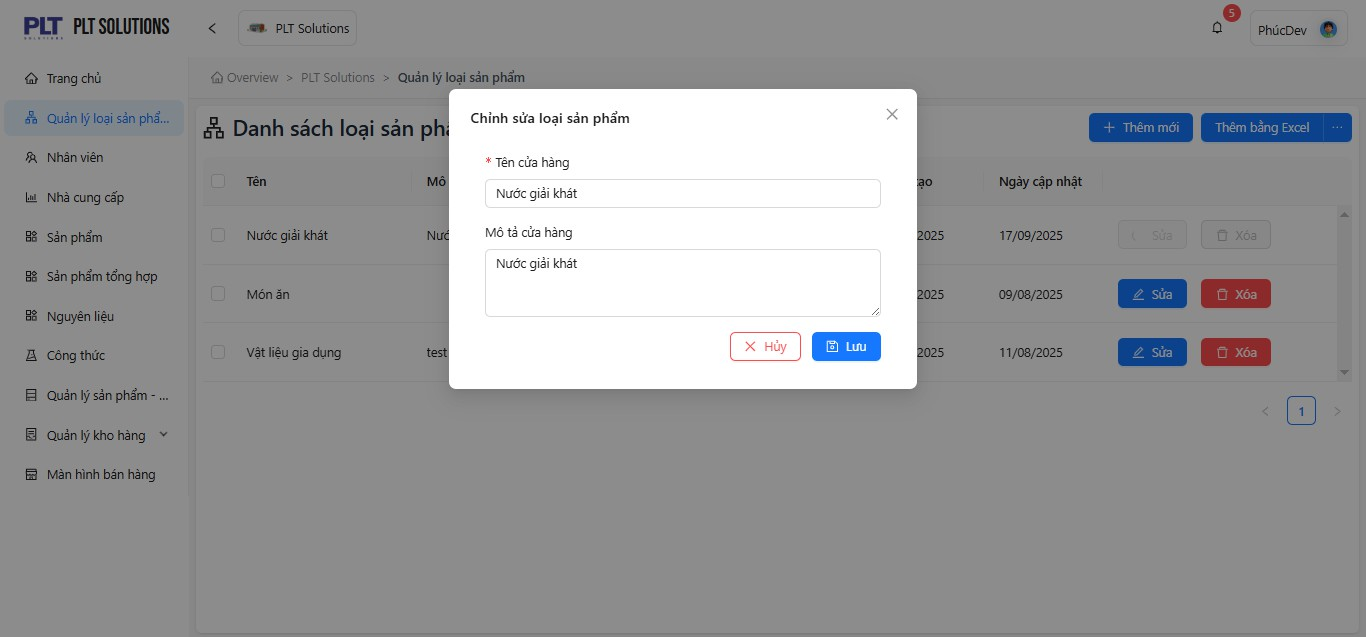 PLT SOLUTIONS
SOLUTIONS
PLT SOLUTIONS
PLT Solutions
5
PhúcDev
Trang chủ
Quản lý loại sản phẩ...
Nhân viên
Nhà cung cấp
Sản phẩm
Sản phẩm tổng hợp
Nguyên liệu
Công thức
Quản lý sản phẩm - ...
Quản lý kho hàng
Màn hình bán hàng
Overview > PLT Solutions > Quản lý loại sản phẩm
Danh sách loại sản
Thêm mới
Thêm bằng Excel
...
Tên Mô Ngày cập nhật
Nước giải khát 2025 17/09/2025 Sửa Xóa
Món ăn 2025 09/08/2025 Sửa Xóa
Vật liệu gia dụng test 2025 11/08/2025 Sửa Xóa
1
Chỉnh sửa loại sản phẩm
* Tên cửa hàng
Nước giải khát
Mô tả cửa hàng
Nước giải khát
Hủy
Lưu